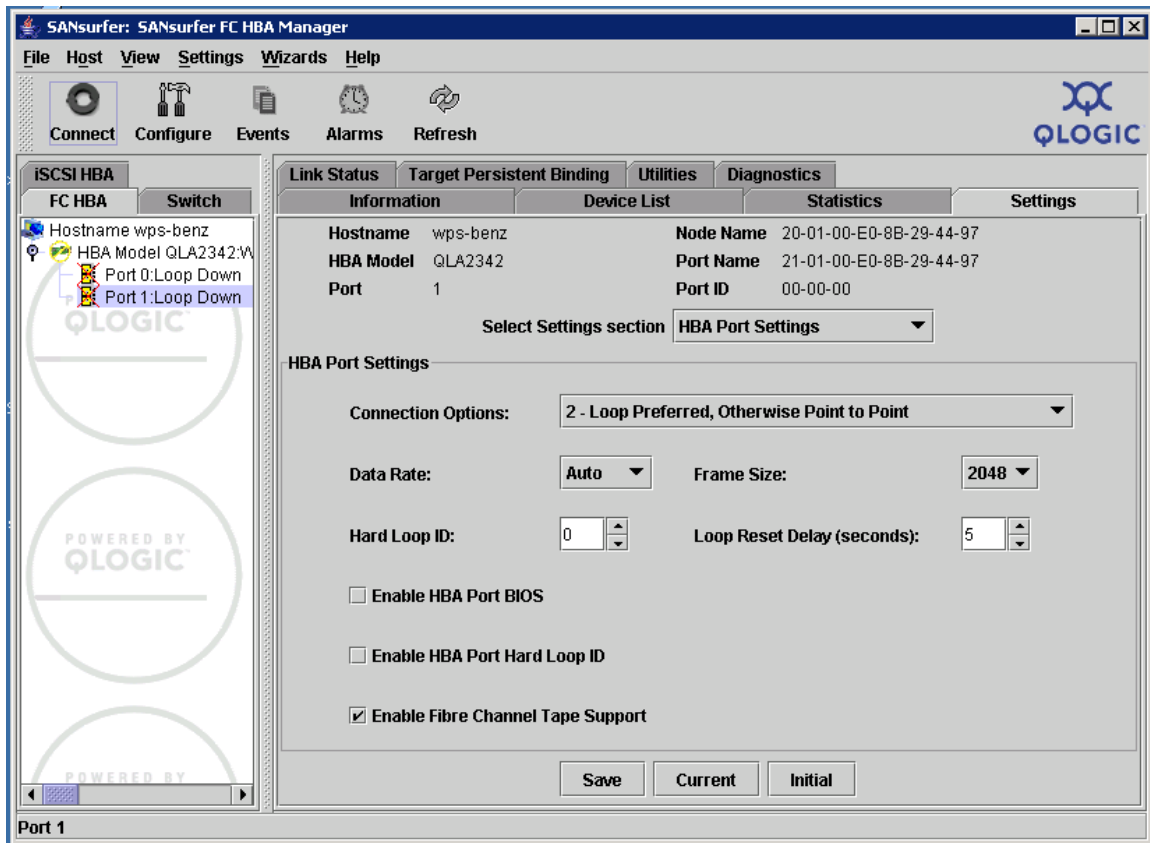 SANsurfer: SANsurfer FC HBA Manager
File Host View Settings Wizards Help
Connect Configure Events Alarms Refresh
QLOGIC
iSCSI HBA
FC HBA Switch
Hostname wps-benz
HBA Model QLA2342:W
Port 0:Loop Down
Port 1:Loop Down
QLOGIC
POWERED BY
QLOGIC
POWERED BY
Link Status Target Persistent Binding Utilities Diagnostics
Information Device List Statistics Settings
Hostname wps-benz Node Name 20-01-00-E0-8B-29-44-97
HBA Model QLA2342 Port Name 21-01-00-E0-8B-29-44-97
Port 1 Port ID 00-00-00
Select Settings section HBA Port Settings
HBA Port Settings
Connection Options: 2 - Loop Preferred, Otherwise Point to Point
Data Rate: Auto Frame Size: 2048
Hard Loop ID: 0 Loop Reset Delay (seconds): 5
Enable HBA Port BIOS
Enable HBA Port Hard Loop ID
Enable Fibre Channel Tape Support
Save Current Initial
Port 1